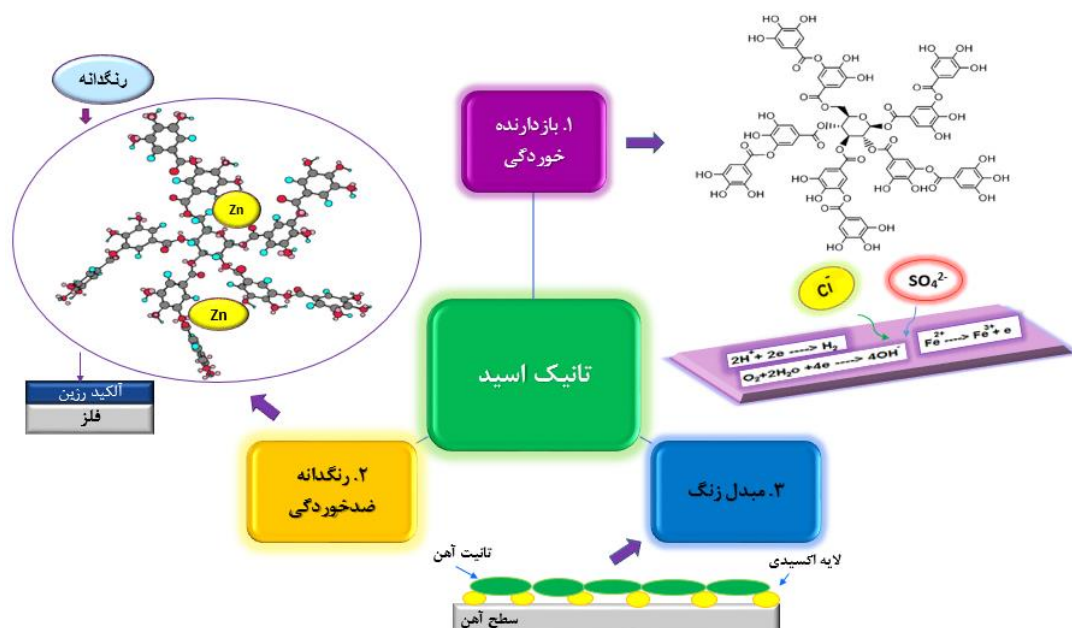 رنگدانه
Zn
Zn
آلکید رزین
فلز
۱. بازدارنده
خوردگی
تانیک اسید
۲. رنگدانه
ضدخوردگی
۳. مبدل زنگ
تانیت آهن
لایه اکسیدی
سطح آهن
Cl⁻
SO₄²⁻
2H⁺+ 2e ----> H₂
O₂+2H₂o +4e ---> 4OH⁻
Fe²⁺ ----> Fe³⁺+ e